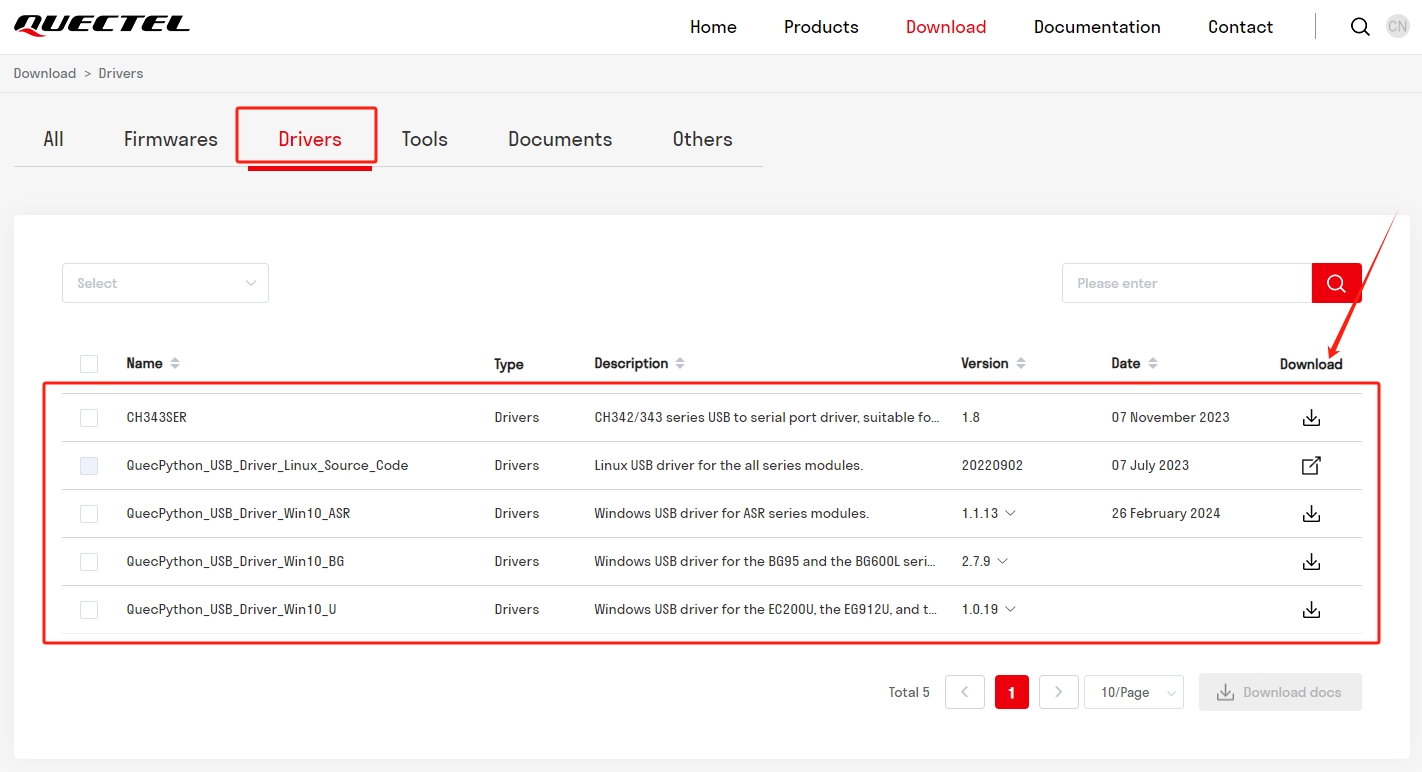 QUECTEL Home Products Download Documentation Contact CN
Download > Drivers
All Firmwares Drivers Tools Documents Others
Select Please enter
Name Type Description Version Date Download
CH343SER Drivers CH342/343 series USB to serial port driver, suitable fo... 1.8 07 November 2023
QuecPython_USB_Driver_Linux_Source_Code Drivers Linux USB driver for the all series modules. 20220902 07 July 2023
QuecPython_USB_Driver_Win10_ASR Drivers Windows USB driver for ASR series modules. 1.1.13 26 February 2024
QuecPython_USB_Driver_Win10_BG Drivers Windows USB driver for the BG95 and the BG600L seri... 2.7.9
QuecPython_USB_Driver_Win10_U Drivers Windows USB driver for the EC200U, the EG912U, and t... 1.0.19
Total 5 < 1 > 10/Page Download docs